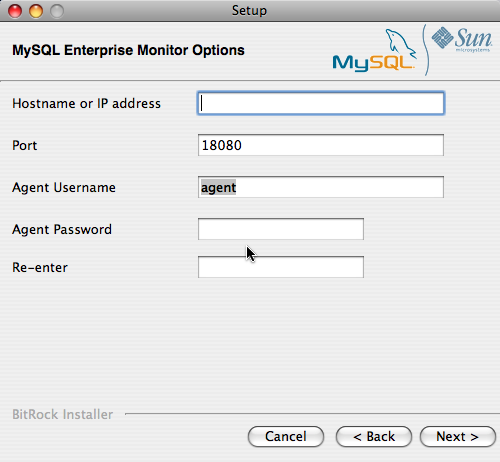 Setup
MySQL Enterprise Monitor Options
MySQL
Sun
microsystems
Hostname or IP address
Port 18080
Agent Username agent
Agent Password
Re-enter
BitRock Installer
Cancel < Back Next >